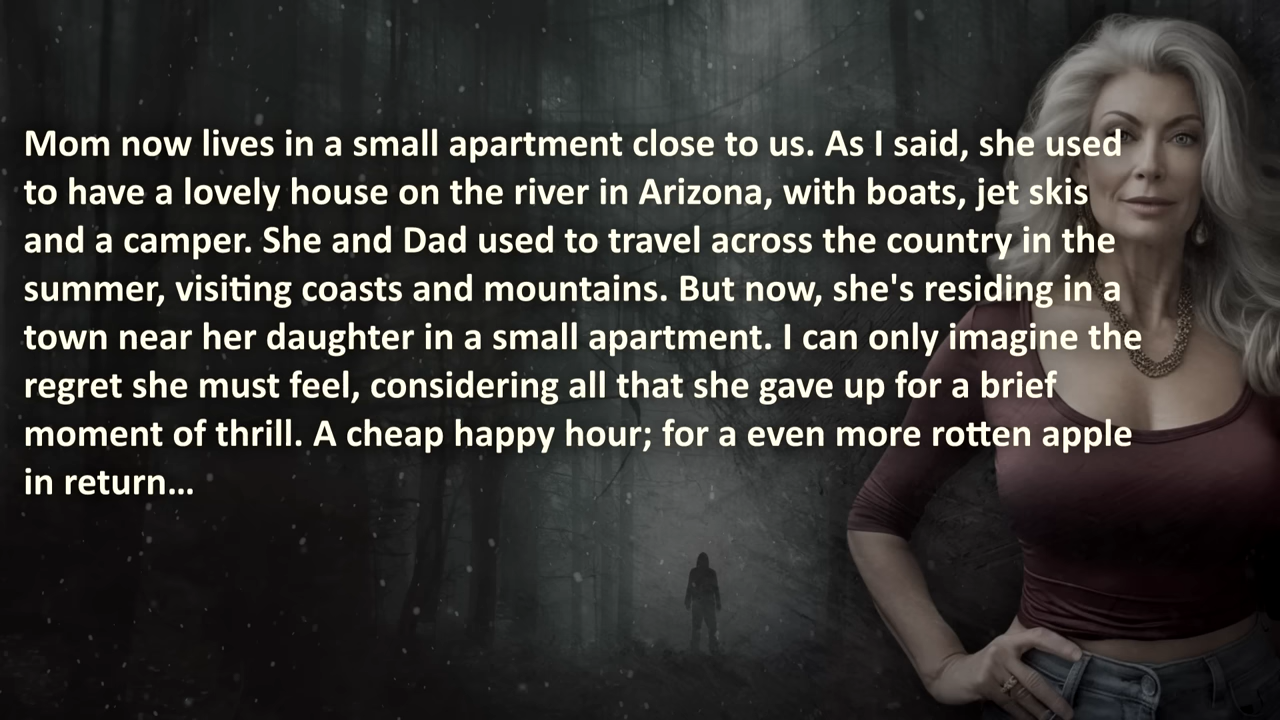 Mom now lives in a small apartment close to us. As I said, she used
to have a lovely house on the river in Arizona, with boats, jet skis
and a camper. She and Dad used to travel across the country in the
summer, visiting coasts and mountains. But now, she's residing in a
town near her daughter in a small apartment. I can only imagine the
regret she must feel, considering all that she gave up for a brief
moment of thrill. A cheap happy hour; for a even more rotten apple
in return...